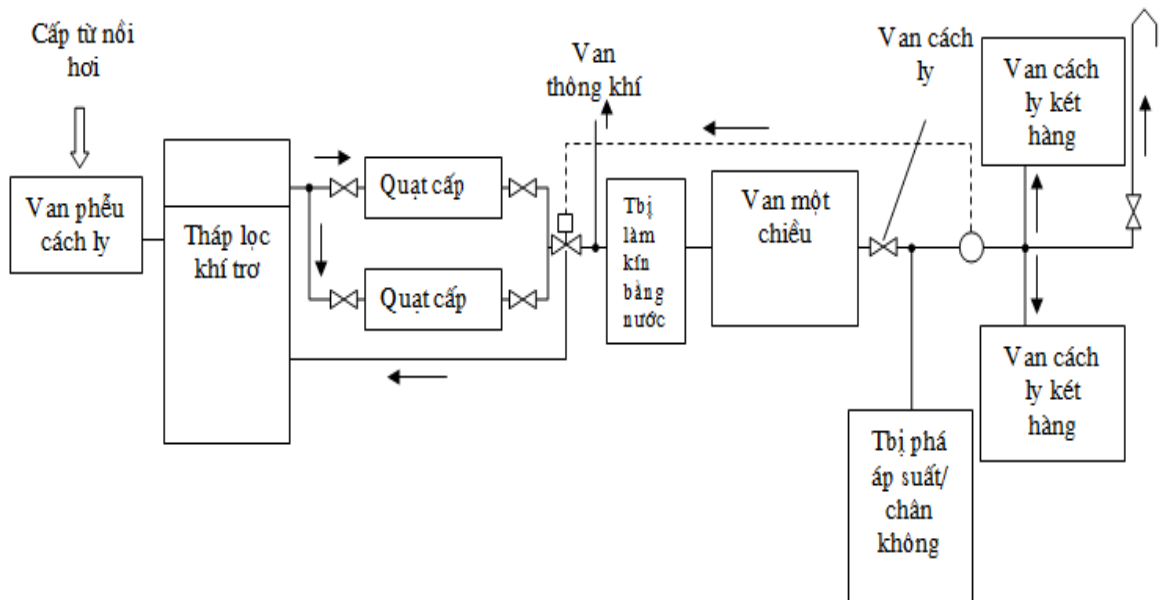 Cấp từ nồi
hơi
Van phễu
cách ly
Tháp lọc
khí trơ
Quạt cấp
Quạt cấp
Van
thông khí
Tbị
làm
kín
bằng
nước
Van một
chiều
Van cách
ly
Van cách
ly két
hàng
Van cách
ly két
hàng
Tbị phá
áp suất/
chân
không